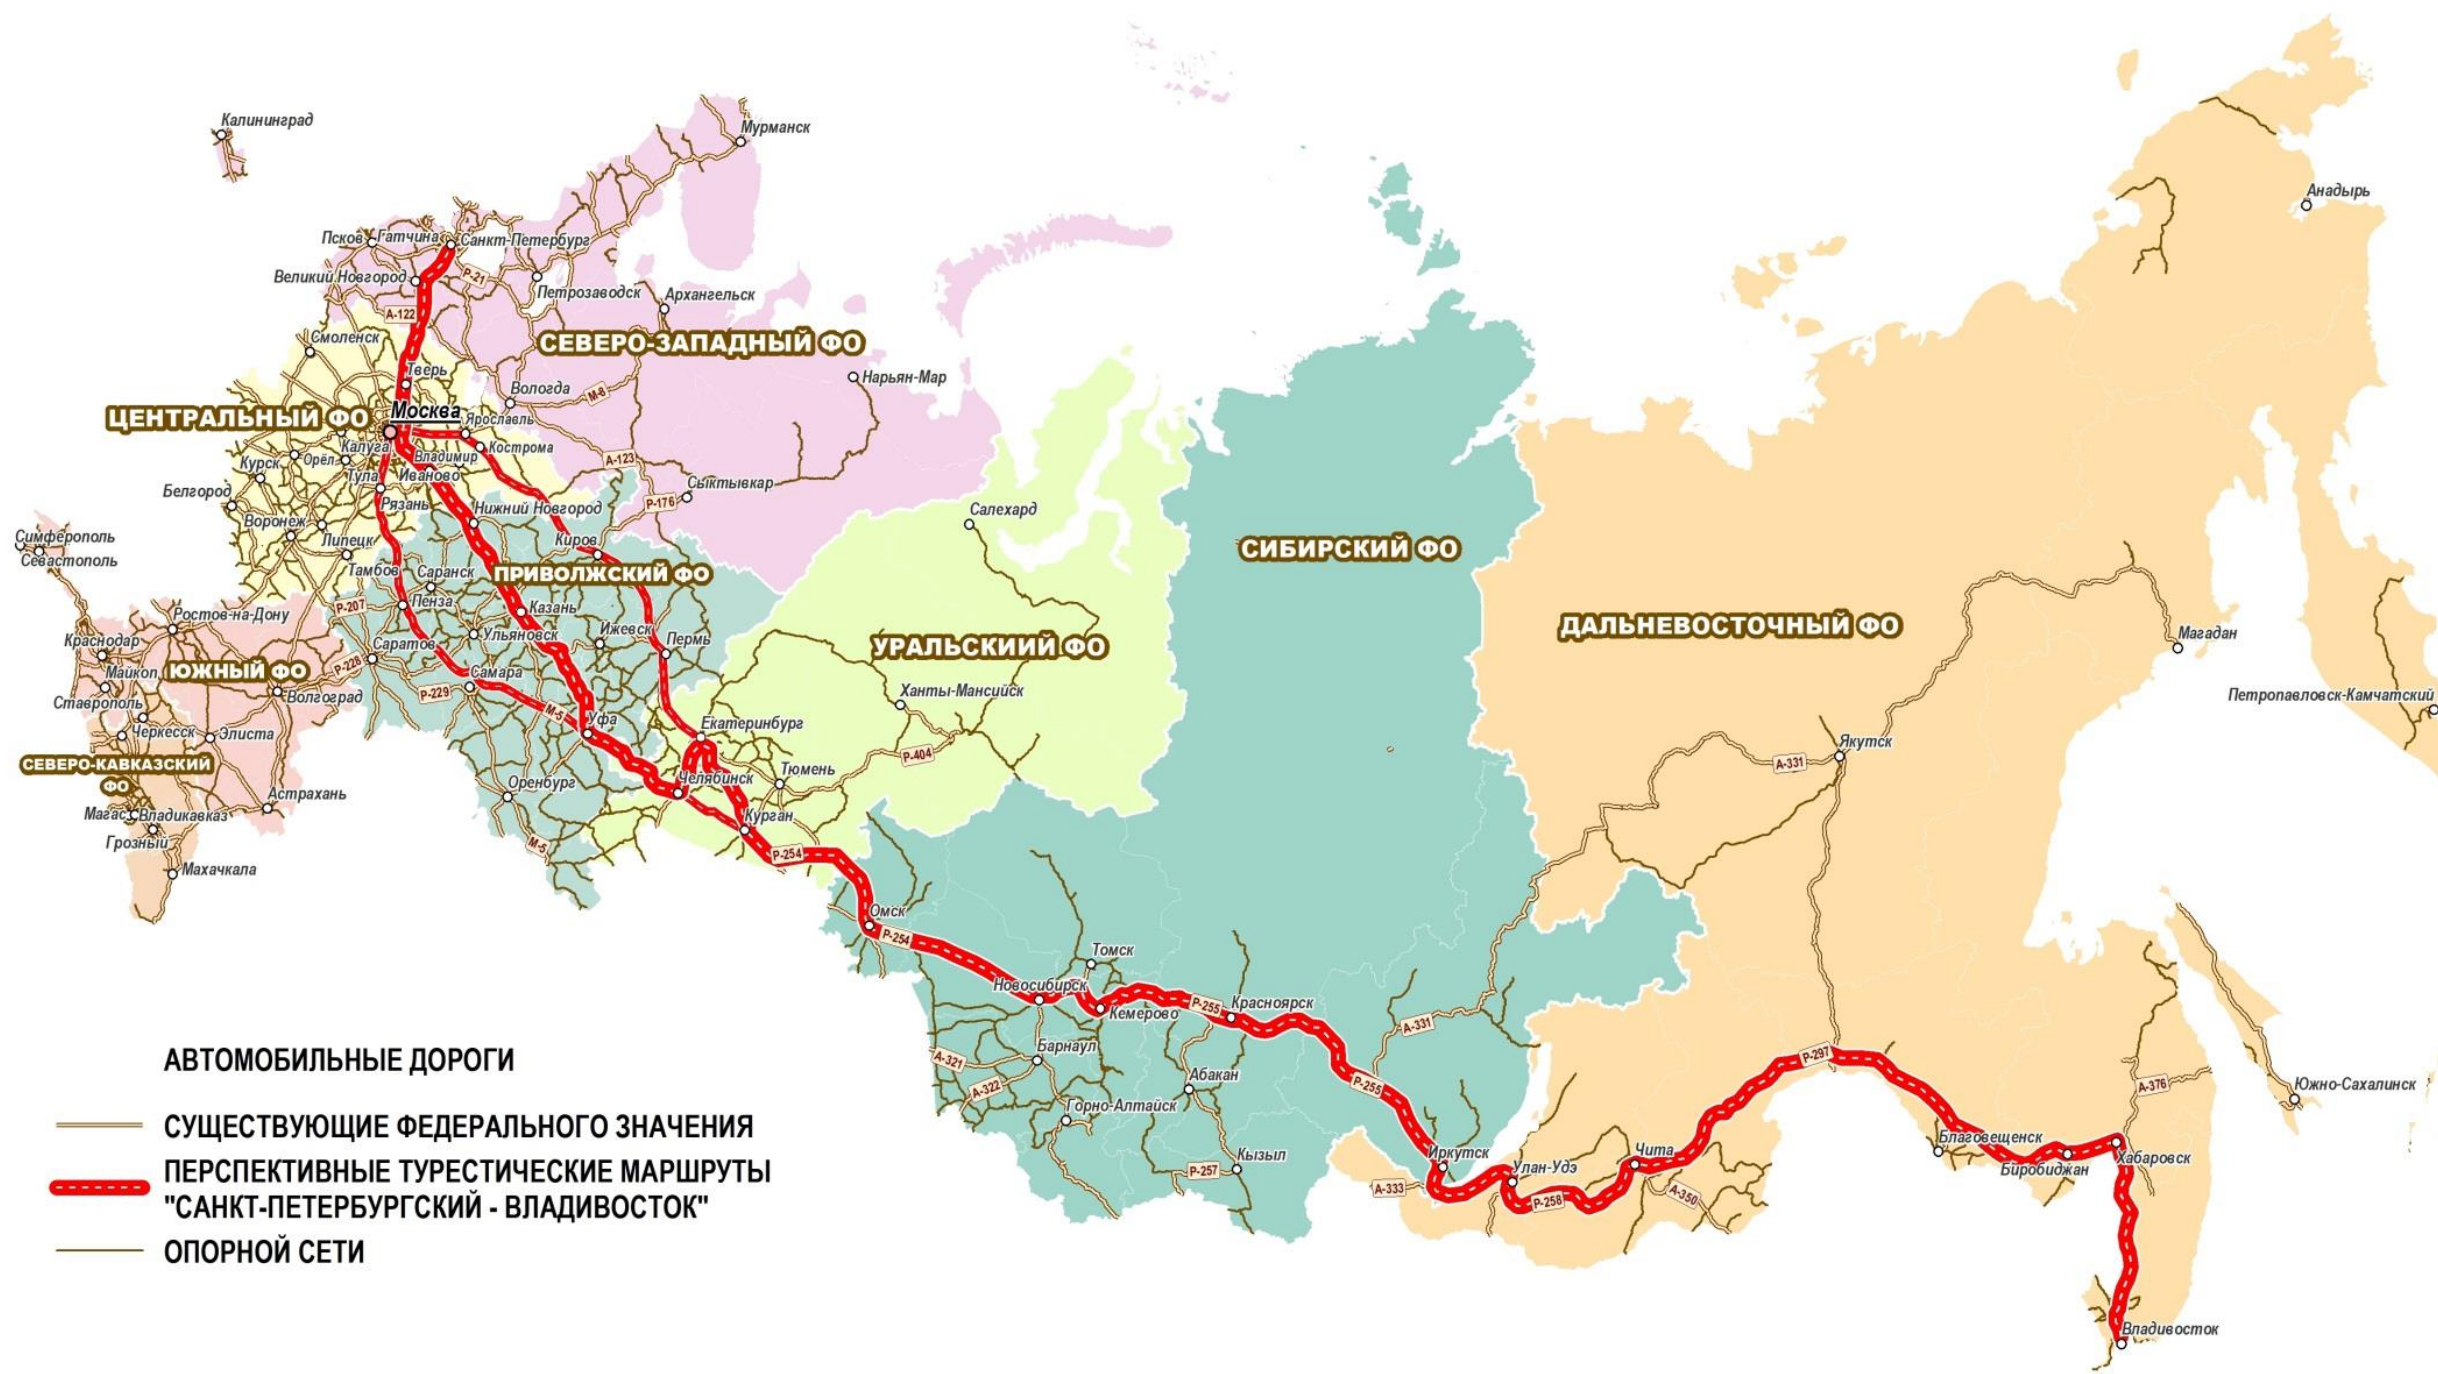 Калининград
Мурманск
Анадырь
Псков
Гатчина
Санкт-Петербург
Великий Новгород
Р-21
Петрозаводск
Архангельск
А-122
Смоленск
СЕВЕРО-ЗАПАДНЫЙ ФО
Тверь
Нарьян-Мар
Вологда
М-8
ЦЕНТРАЛЬНЫЙ ФО
Москва
Ярославль
Калуга
Кострома
Владимир
Курск
Орёл
А-123
Тула
Иваново
Сыктывкар
Белгород
Рязань
Р-176
Нижний Новгород
Салехард
Воронеж
Симферополь
Липецк
Киров
СИБИРСКИЙ ФО
Севастополь
Тамбов
Саранск
ПРИВОЛЖСКИЙ ФО
Р-207
Пенза
Казань
Ростов-на-Дону
ДАЛЬНЕВОСТОЧНЫЙ ФО
Ижевск
Магадан
Краснодар
Саратов
Ульяновск
Пермь
УРАЛЬСКИИЙ ФО
Майкоп
ЮЖНЫЙ ФО
Р-228
Самара
Ставрополь
Волгоград
Р-229
Ханты-Мансийск
Петропавловск-Камчатский
М-5
Уфа
Екатеринбург
Черкесск
Элиста
Якутск
СЕВЕРО-КАВКАЗСКИЙ
ФО
Р-404
А-331
Оренбург
Челябинск
Тюмень
Астрахань
Магас
Владикавказ
Курган
Грозный
М-5
Р-254
Махачкала
Омск
Р-254
Томск
Новосибирск
Кемерово
Р-255
Красноярск
А-331
Барнаул
А-321
Р-297
АВТОМОБИЛЬНЫЕ ДОРОГИ
Абакан
Р-255
А-322
А-376
Южно-Сахалинск
Горно-Алтайск
СУЩЕСТВУЮЩИЕ ФЕДЕРАЛЬНОГО ЗНАЧЕНИЯ
Благовещенск
Кызыл
Иркутск
Чита
Биробиджан
Хабаровск
ПЕРСПЕКТИВНЫЕ ТУРЕСТИЧЕСКИЕ МАРШРУТЫ
"САНКТ-ПЕТЕРБУРГСКИЙ - ВЛАДИВОСТОК"
Р-257
А-333
Улан-Удэ
Р-258
А-350
ОПОРНОЙ СЕТИ
Владивосток